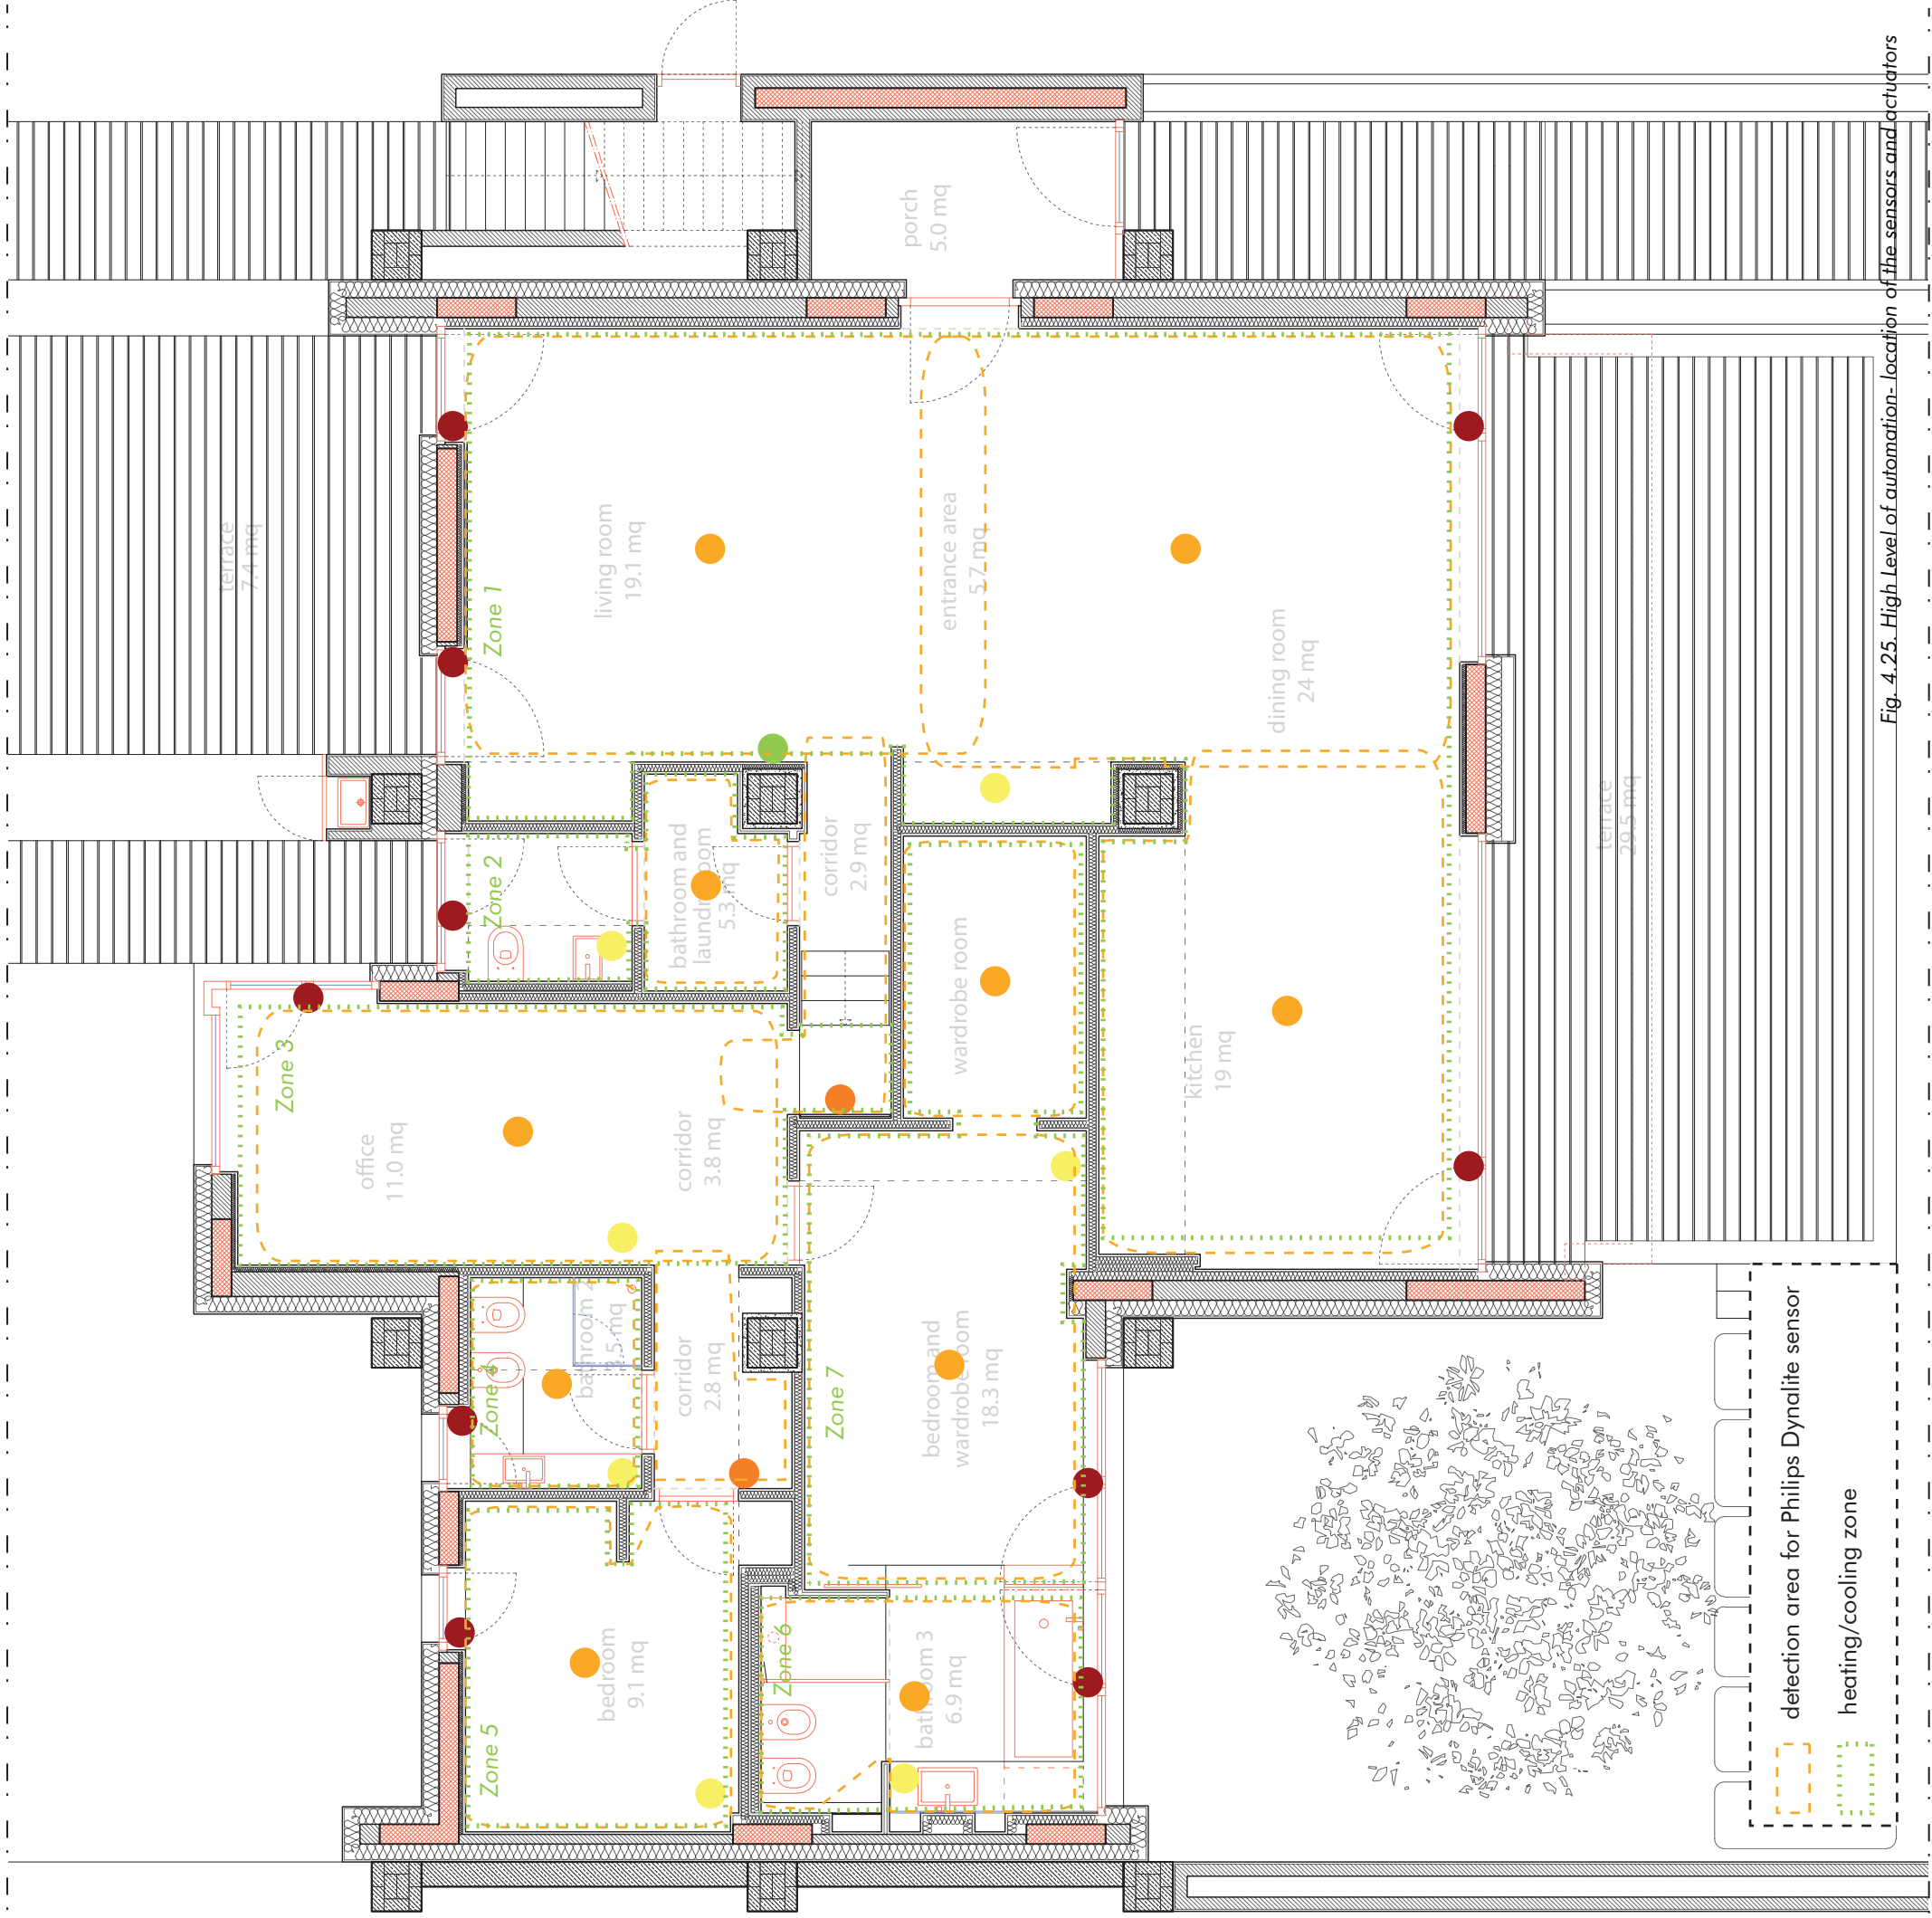 terrace
7.4 mq
porch
5.0 mq
Zone 1
living room
19.1 mq
entrance area
5.7 mq
dining room
24 mq
terrace
29.5 mq
Zone 2
bathroom and
laundry room
5.3 mq
corridor
2.9 mq
wardrobe room
kitchen
19 mq
Zone 3
office
11.0 mq
corridor
3.8 mq
Zone 4
bathroom 2
corridor
2.8 mq
Zone 7
bedroom and
wardrobe room
18.3 mq
Zone 5
bedroom
9.1 mq
Zone 6
bathroom 3
6.9 mq
detection area for Philips Dynalite sensor
heating/cooling zone
Fig. 4.25. High Level of automation- location of the sensors and actuators